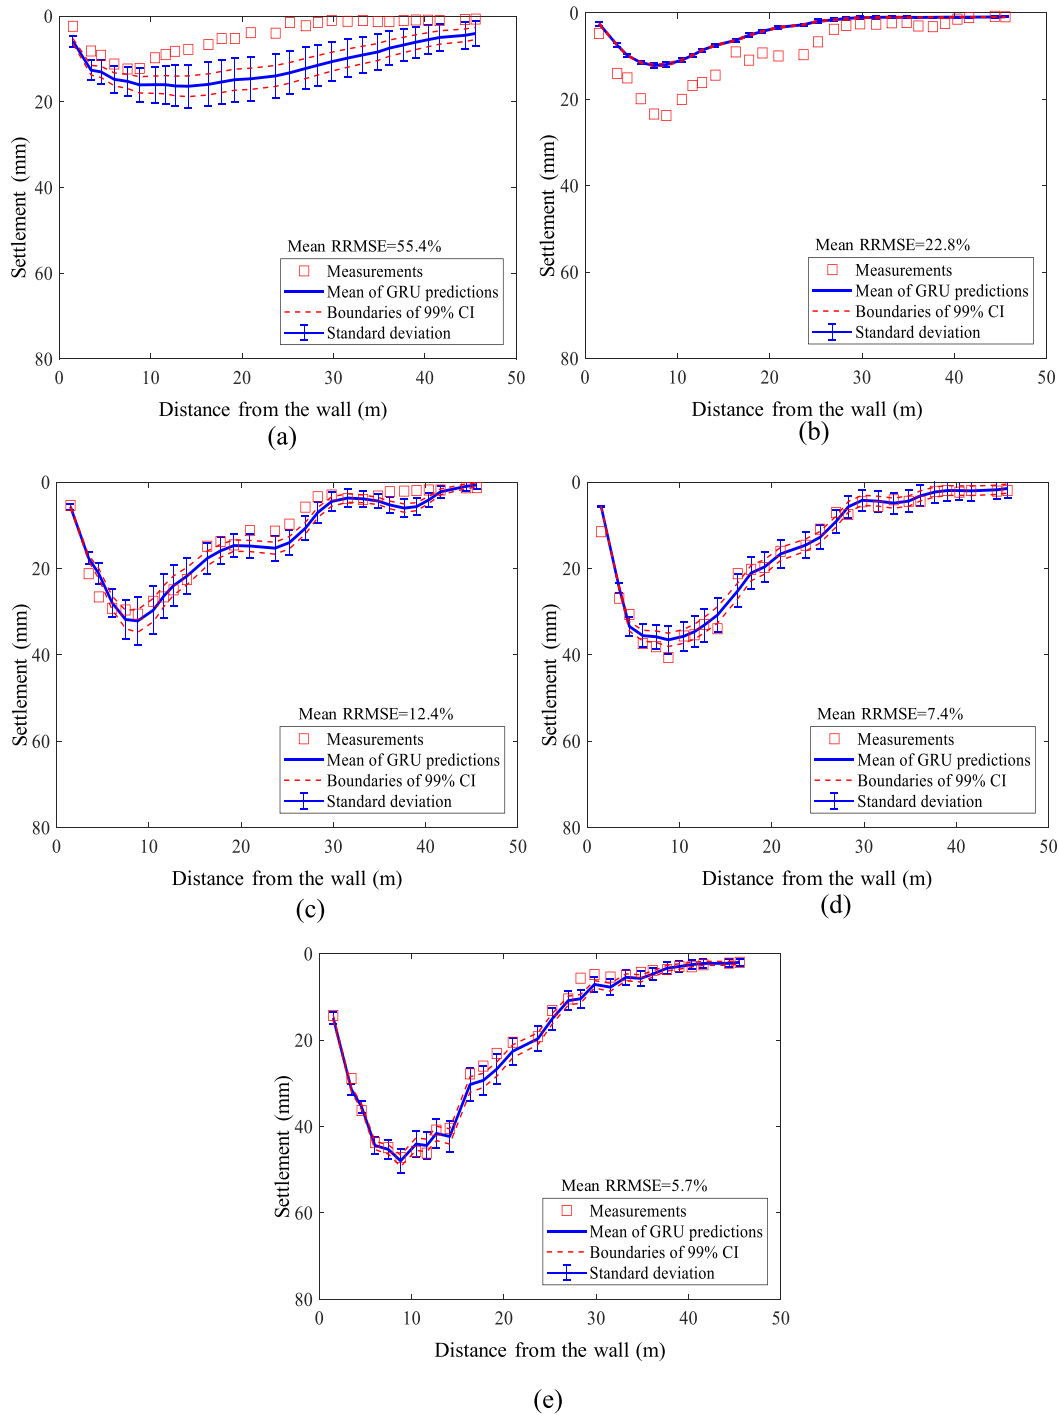 0
20
40
60
80
0
10
20
30
40
50
Settlement (mm)
Distance from the wall (m)
Mean RRMSE=55.4%
Measurements
Mean of GRU predictions
Boundaries of 99% CI
Standard deviation
(a)
0
20
40
60
80
0
10
20
30
40
50
Settlement (mm)
Distance from the wall (m)
Mean RRMSE=22.8%
Measurements
Mean of GRU predictions
Boundaries of 99% CI
Standard deviation
(b)
0
20
40
60
80
0
10
20
30
40
50
Settlement (mm)
Distance from the wall (m)
Mean RRMSE=12.4%
Measurements
Mean of GRU predictions
Boundaries of 99% CI
Standard deviation
(c)
0
20
40
60
80
0
10
20
30
40
50
Settlement (mm)
Distance from the wall (m)
Mean RRMSE=7.4%
Measurements
Mean of GRU predictions
Boundaries of 99% CI
Standard deviation
(d)
0
20
40
60
80
0
10
20
30
40
50
Settlement (mm)
Distance from the wall (m)
Mean RRMSE=5.7%
Measurements
Mean of GRU predictions
Boundaries of 99% CI
Standard deviation
(e)